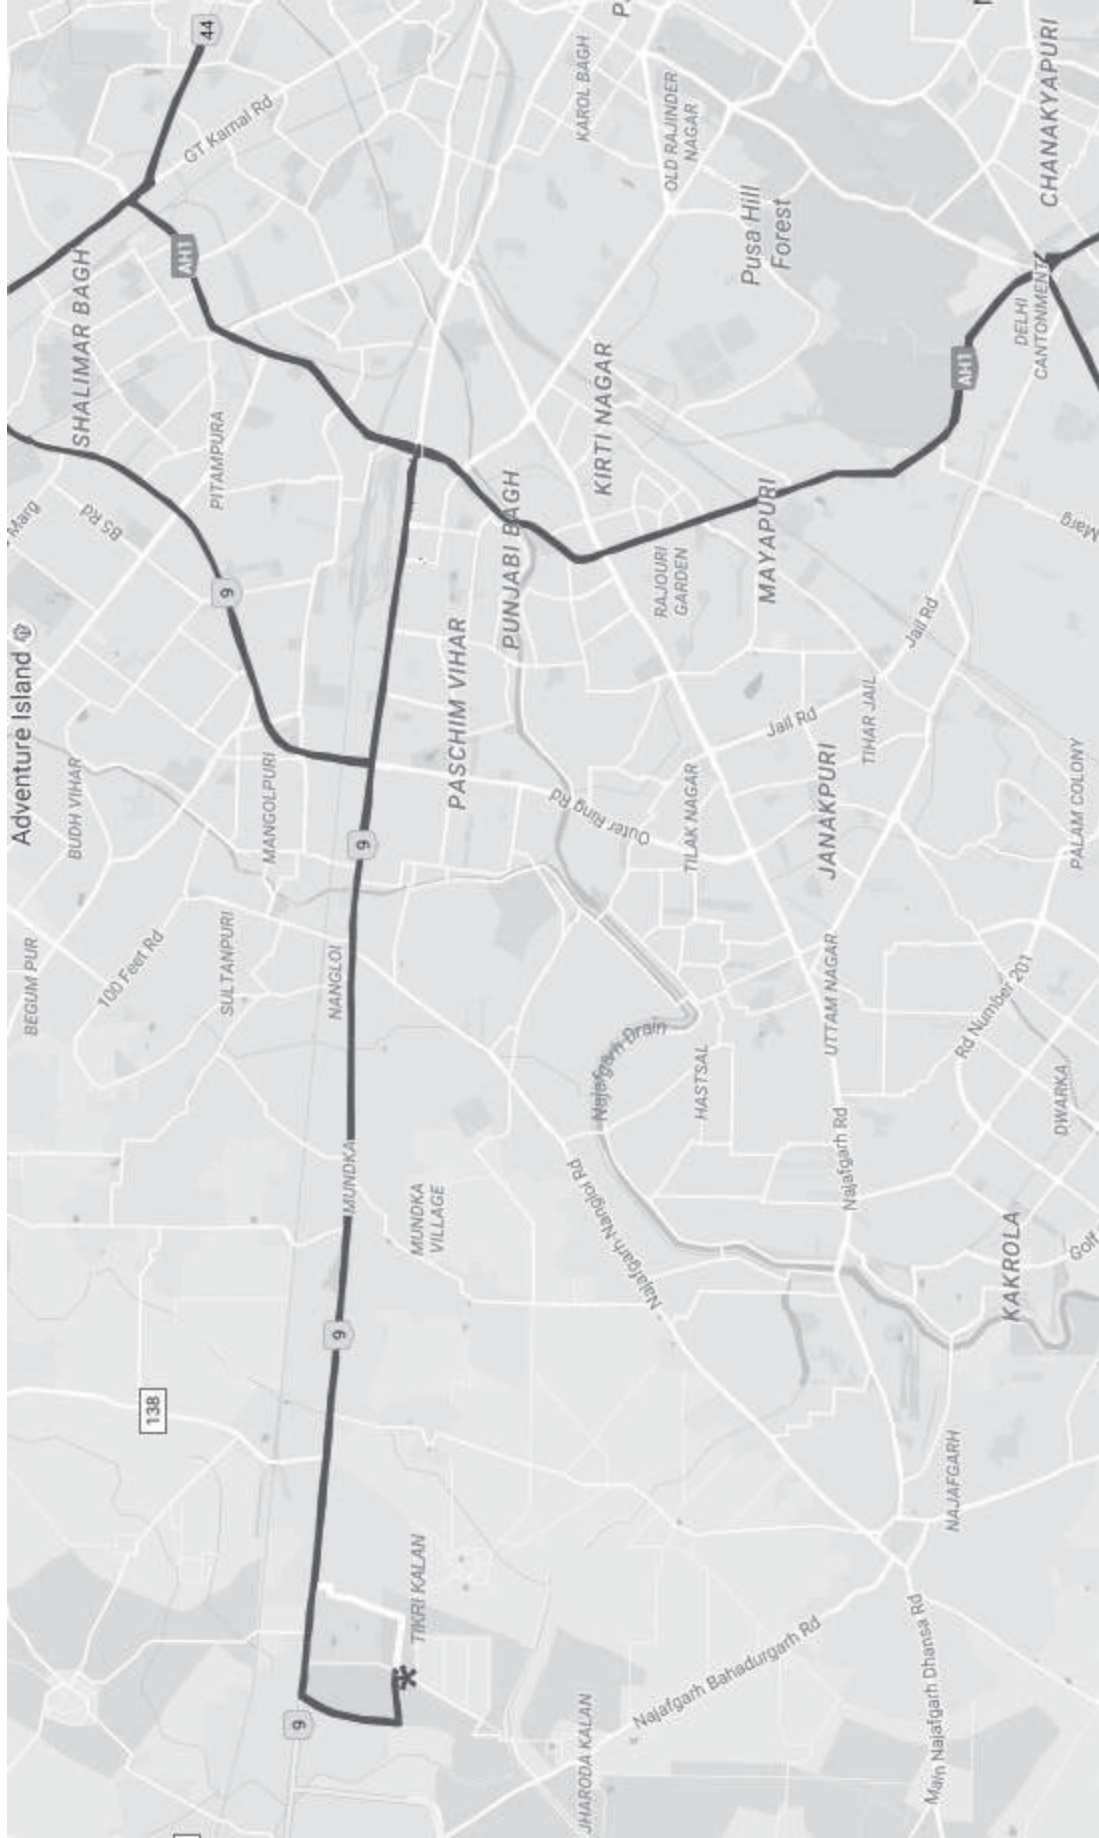 44
GT Karnal Rd
AH1
SHALIMAR BAGH
PITAMPURA
Marg
BS Rd
9
Adventure Island
BUDH VIHAR
MANGOLPURI
BEGUM PUR
100 Feet Rd
SULTANPURI
NANGLOI
9
PASCHIM VIHAR
PUNJABI BAGH
KIRTI NAGAR
KAROL BAGH
OLD RAJINDER
NAGAR
Pusa Hill
Forest
CHANAKYAPURI
DELHI
CANTONMENT
AH1
RAJOURI
GARDEN
MAYAPURI
Marg
Jail Rd
TIHAR JAIL
Jail Rd
Outer Ring Rd
TILAK NAGAR
JANAKPURI
PALAM COLONY
UTTAM NAGAR
Rd Number 201
Najafgarh Drain
HASTSAL
DWARKA
MUNDKA
MUNDKA
VILLAGE
Najafgarh Rd
Najafgarh-Nangloi Rd
KAKROLA
Golf
9
138
NAJAFGARH
TIKRI KALAN
9
Najafgarh Bahadurgarh Rd
Main Najafgarh Dhansa Rd
JHARODA KALAN